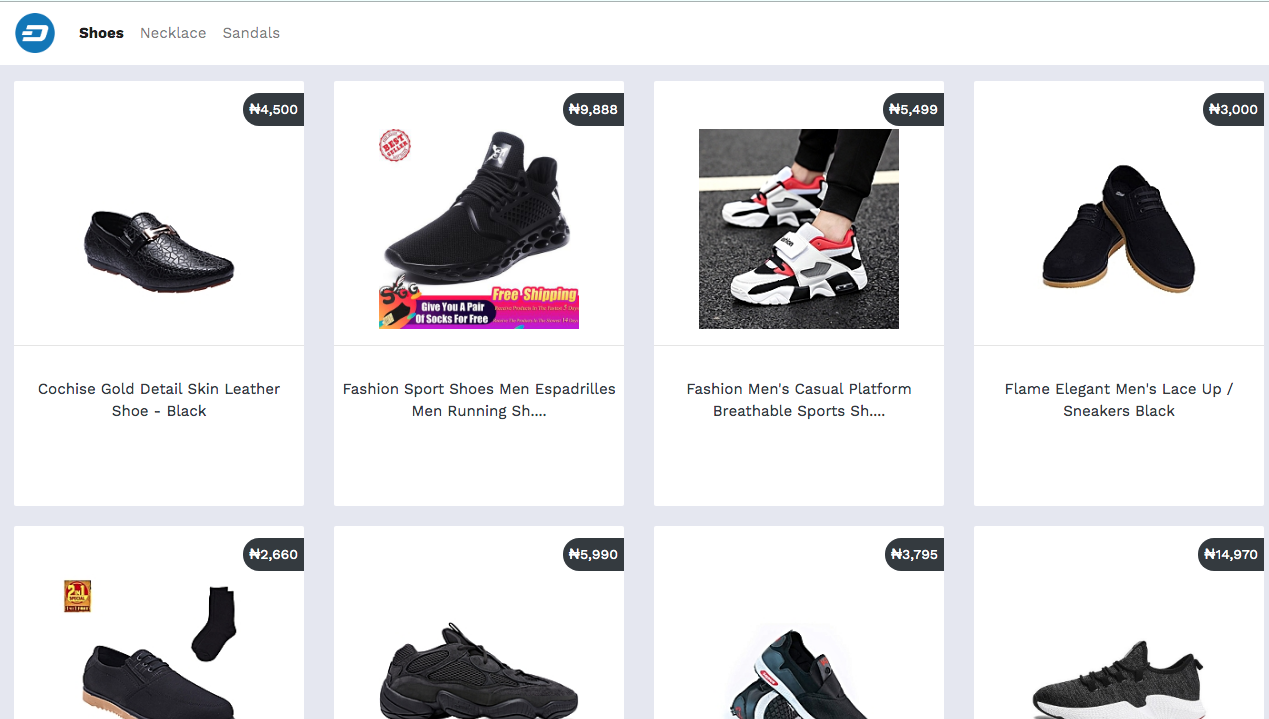 Shoes Necklace Sandals
₦4,500
₦9,888
₦5,499
₦3,000
BEST
SELLER
Free Shipping
Give You A Pair
Of Socks For Free
fashion
Cochise Gold Detail Skin Leather
Shoe - Black
Fashion Sport Shoes Men Espadrilles
Men Running Sh....
Fashion Men's Casual Platform
Breathable Sports Sh....
Flame Elegant Men's Lace Up /
Sneakers Black
₦2,660
₦5,990
₦3,795
₦14,970
2in1
SPECIAL